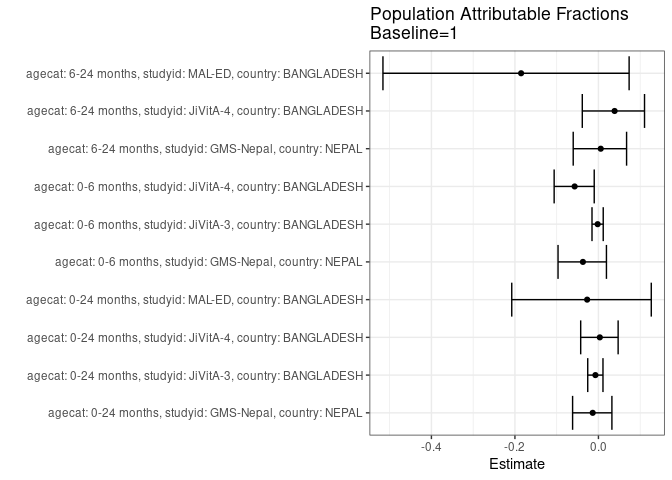 Population Attributable Fractions
Baseline=1
agecat: 6-24 months, studyid: MAL-ED, country: BANGLADESH
agecat: 6-24 months, studyid: JiVitA-4, country: BANGLADESH
agecat: 6-24 months, studyid: GMS-Nepal, country: NEPAL
agecat: 0-6 months, studyid: JiVitA-4, country: BANGLADESH
agecat: 0-6 months, studyid: JiVitA-3, country: BANGLADESH
agecat: 0-6 months, studyid: GMS-Nepal, country: NEPAL
agecat: 0-24 months, studyid: MAL-ED, country: BANGLADESH
agecat: 0-24 months, studyid: JiVitA-4, country: BANGLADESH
agecat: 0-24 months, studyid: JiVitA-3, country: BANGLADESH
agecat: 0-24 months, studyid: GMS-Nepal, country: NEPAL
-0.4 -0.2 0.0
Estimate